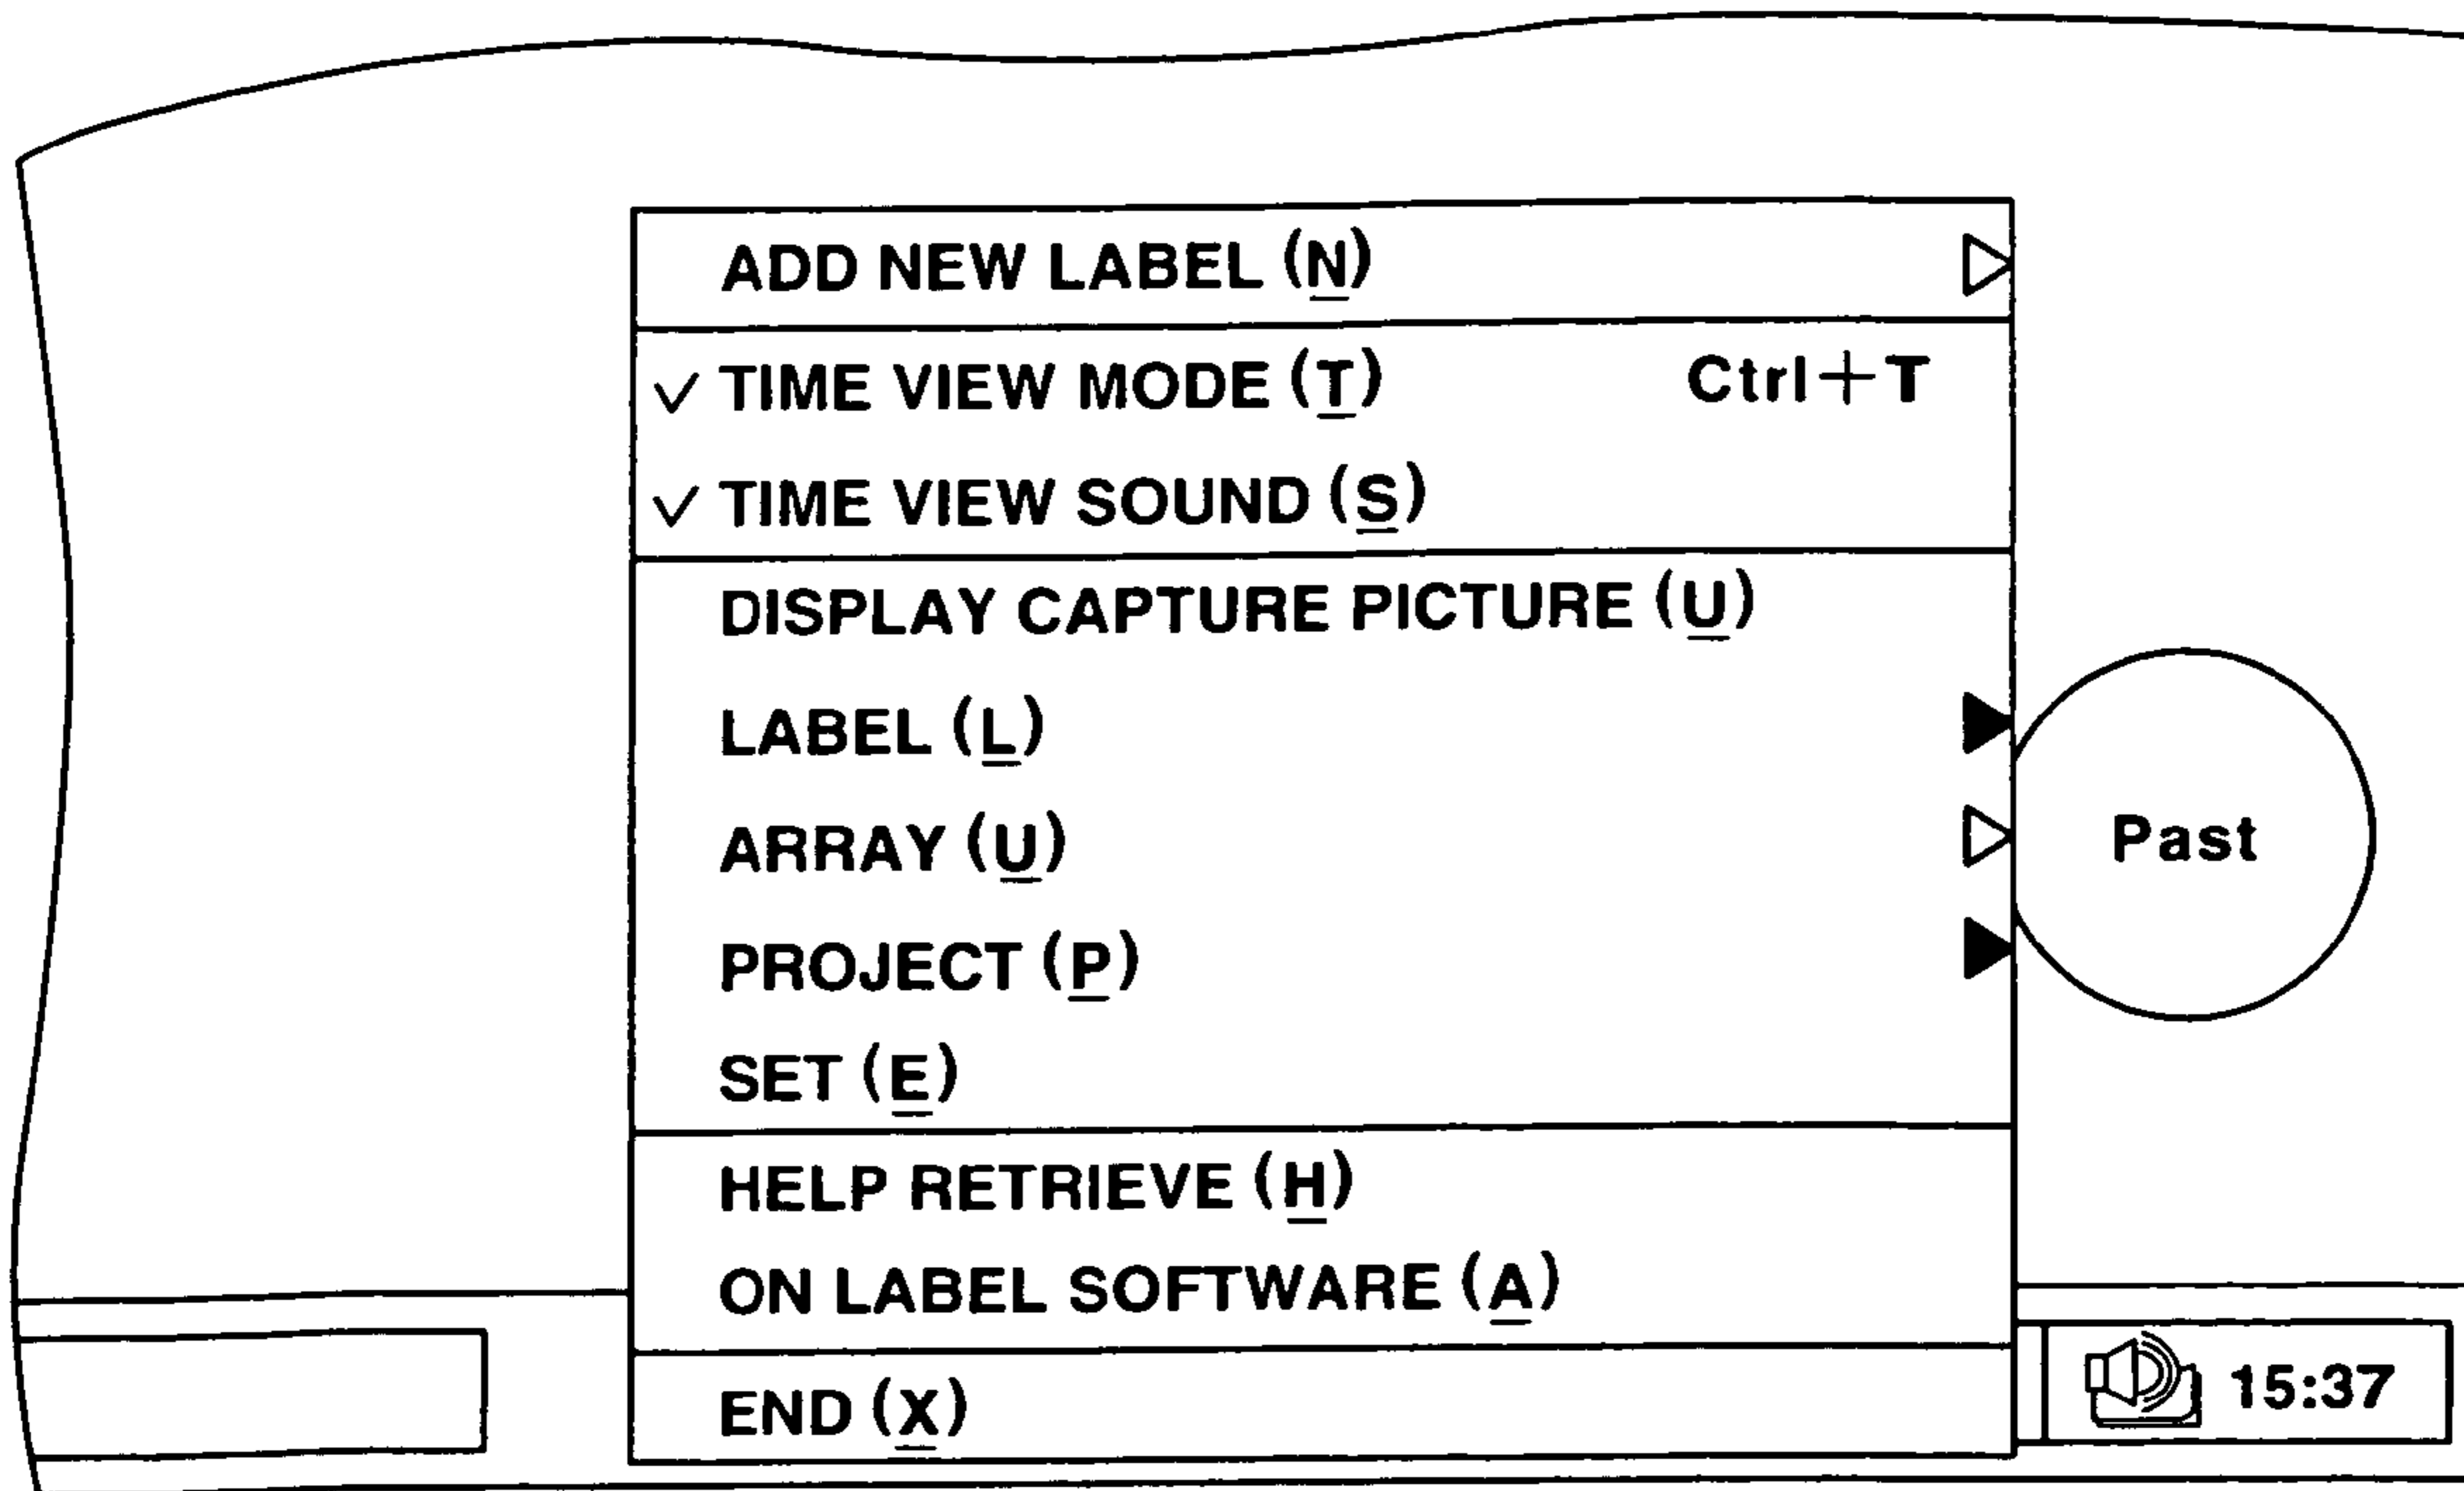 ADD NEW LABEL (N)
TIME VIEW MODE (T) Ctrl+T
TIME VIEW SOUND (S)
DISPLAY CAPTURE PICTURE (U)
LABEL (L)
ARRAY (U)
Past
PROJECT (P)
SET (E)
HELP RETRIEVE (H)
ON LABEL SOFTWARE (A)
END (X)
15:37